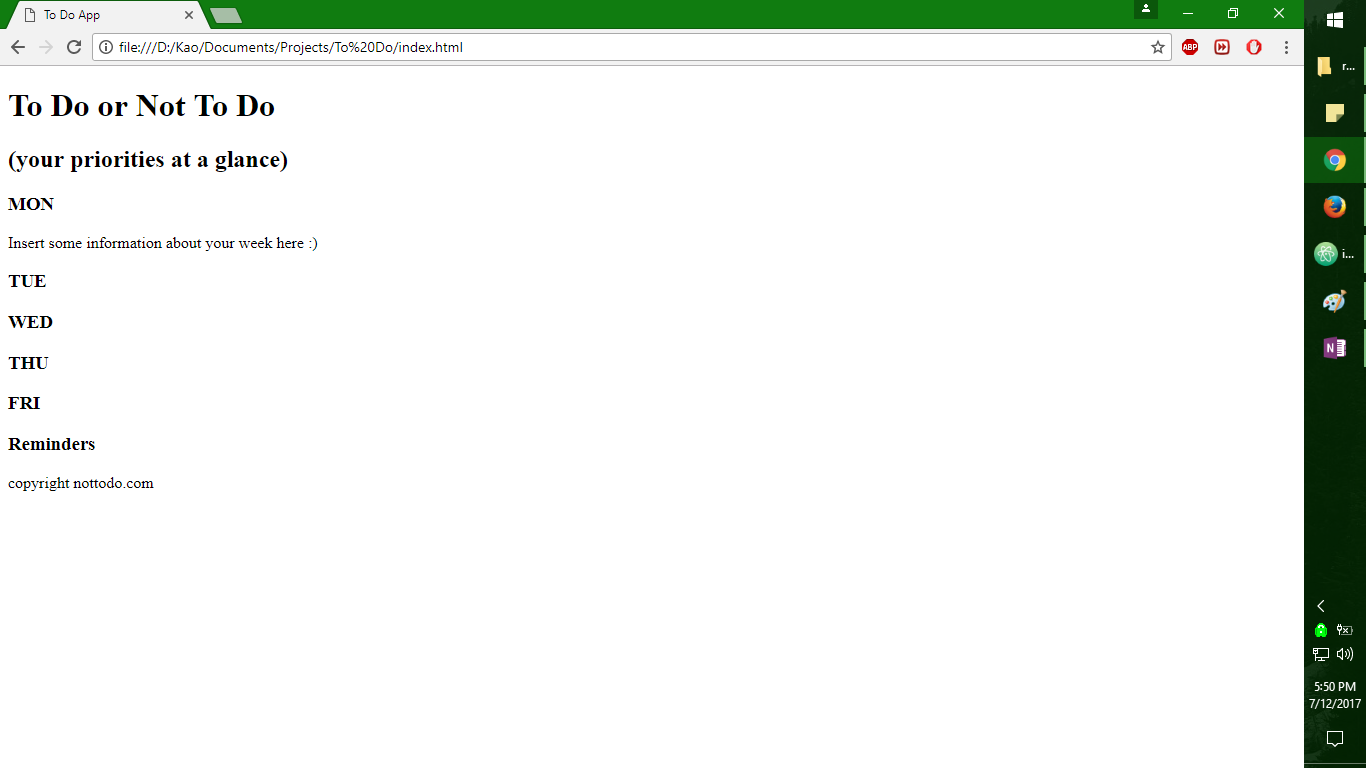 To Do App
file:///D:/Kao/Documents/Projects/To%20Do/index.html
ABP
To Do or Not To Do
(your priorities at a glance)
MON
Insert some information about your week here :)
TUE
WED
THU
FRI
Reminders
copyright nottodo.com
r...
i...
N
5:50 PM
7/12/2017